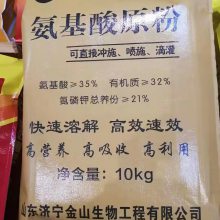 氨基酸原粉
可直接冲施、喷施、滴灌
氨基酸≥35% 有机质≥32%
氮磷钾总养份≥21%
快速溶解 高效速效
高营养 高吸收 高利用
净含量：10kg
山东济宁金山生物工程有限公司